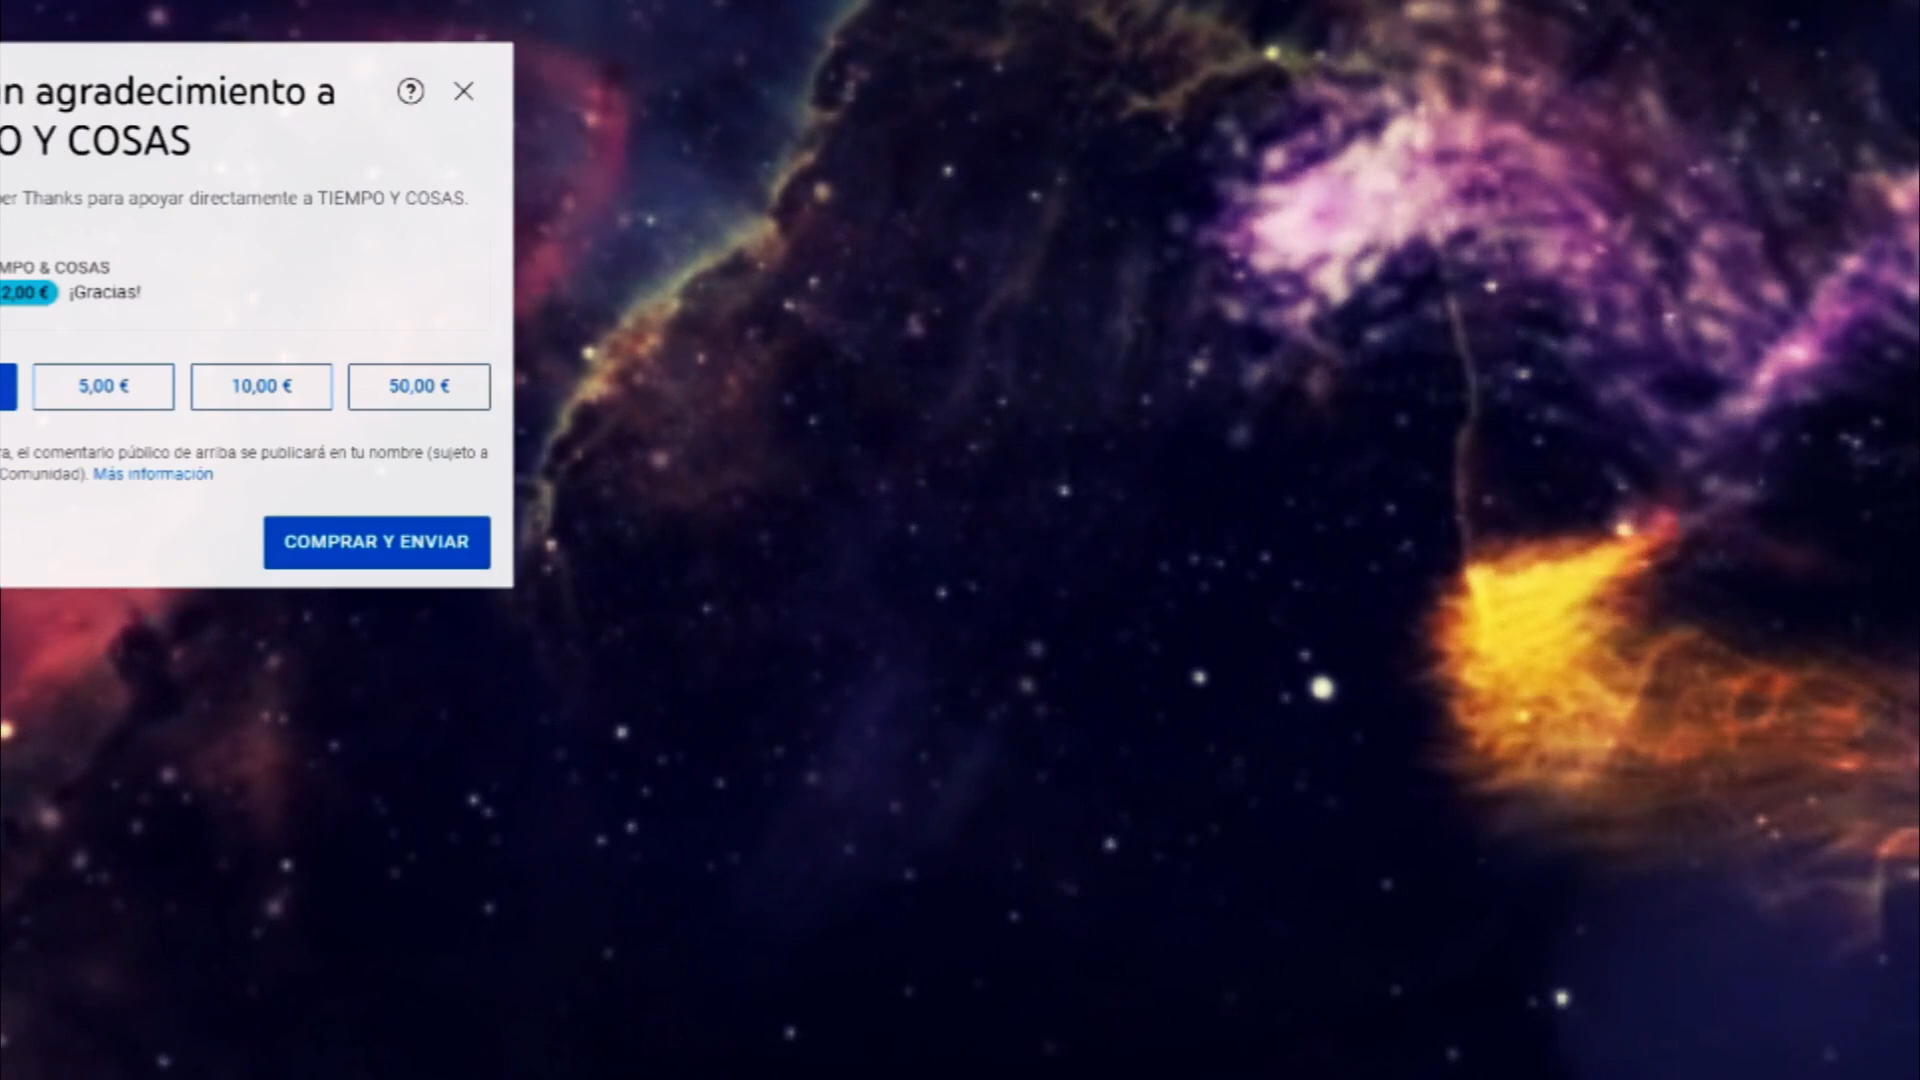 n agradecimiento a
O Y COSAS
er Thanks para apoyar directamente a TIEMPO Y COSAS.
MPO & COSAS
2,00 € ¡Gracias!
5,00 € 10,00 € 50,00 €
a, el comentario público de arriba se publicará en tu nombre (sujeto a
Comunidad). Más información
COMPRAR Y ENVIAR